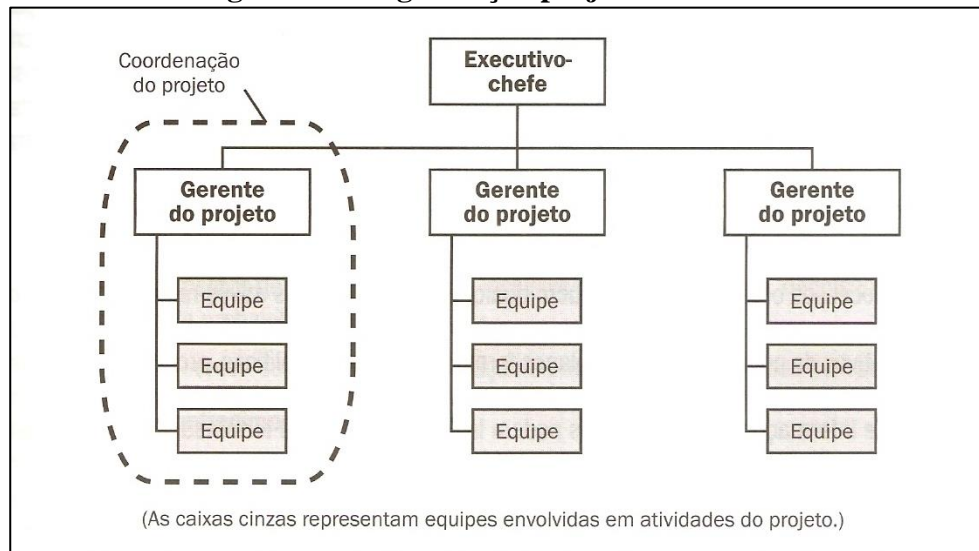 Coordenação
do projeto
Executivo-
chefe
Gerente
do projeto
Gerente
do projeto
Gerente
do projeto
Equipe
Equipe
Equipe
Equipe
Equipe
Equipe
Equipe
Equipe
Equipe
(As caixas cinzas representam equipes envolvidas em atividades do projeto.)